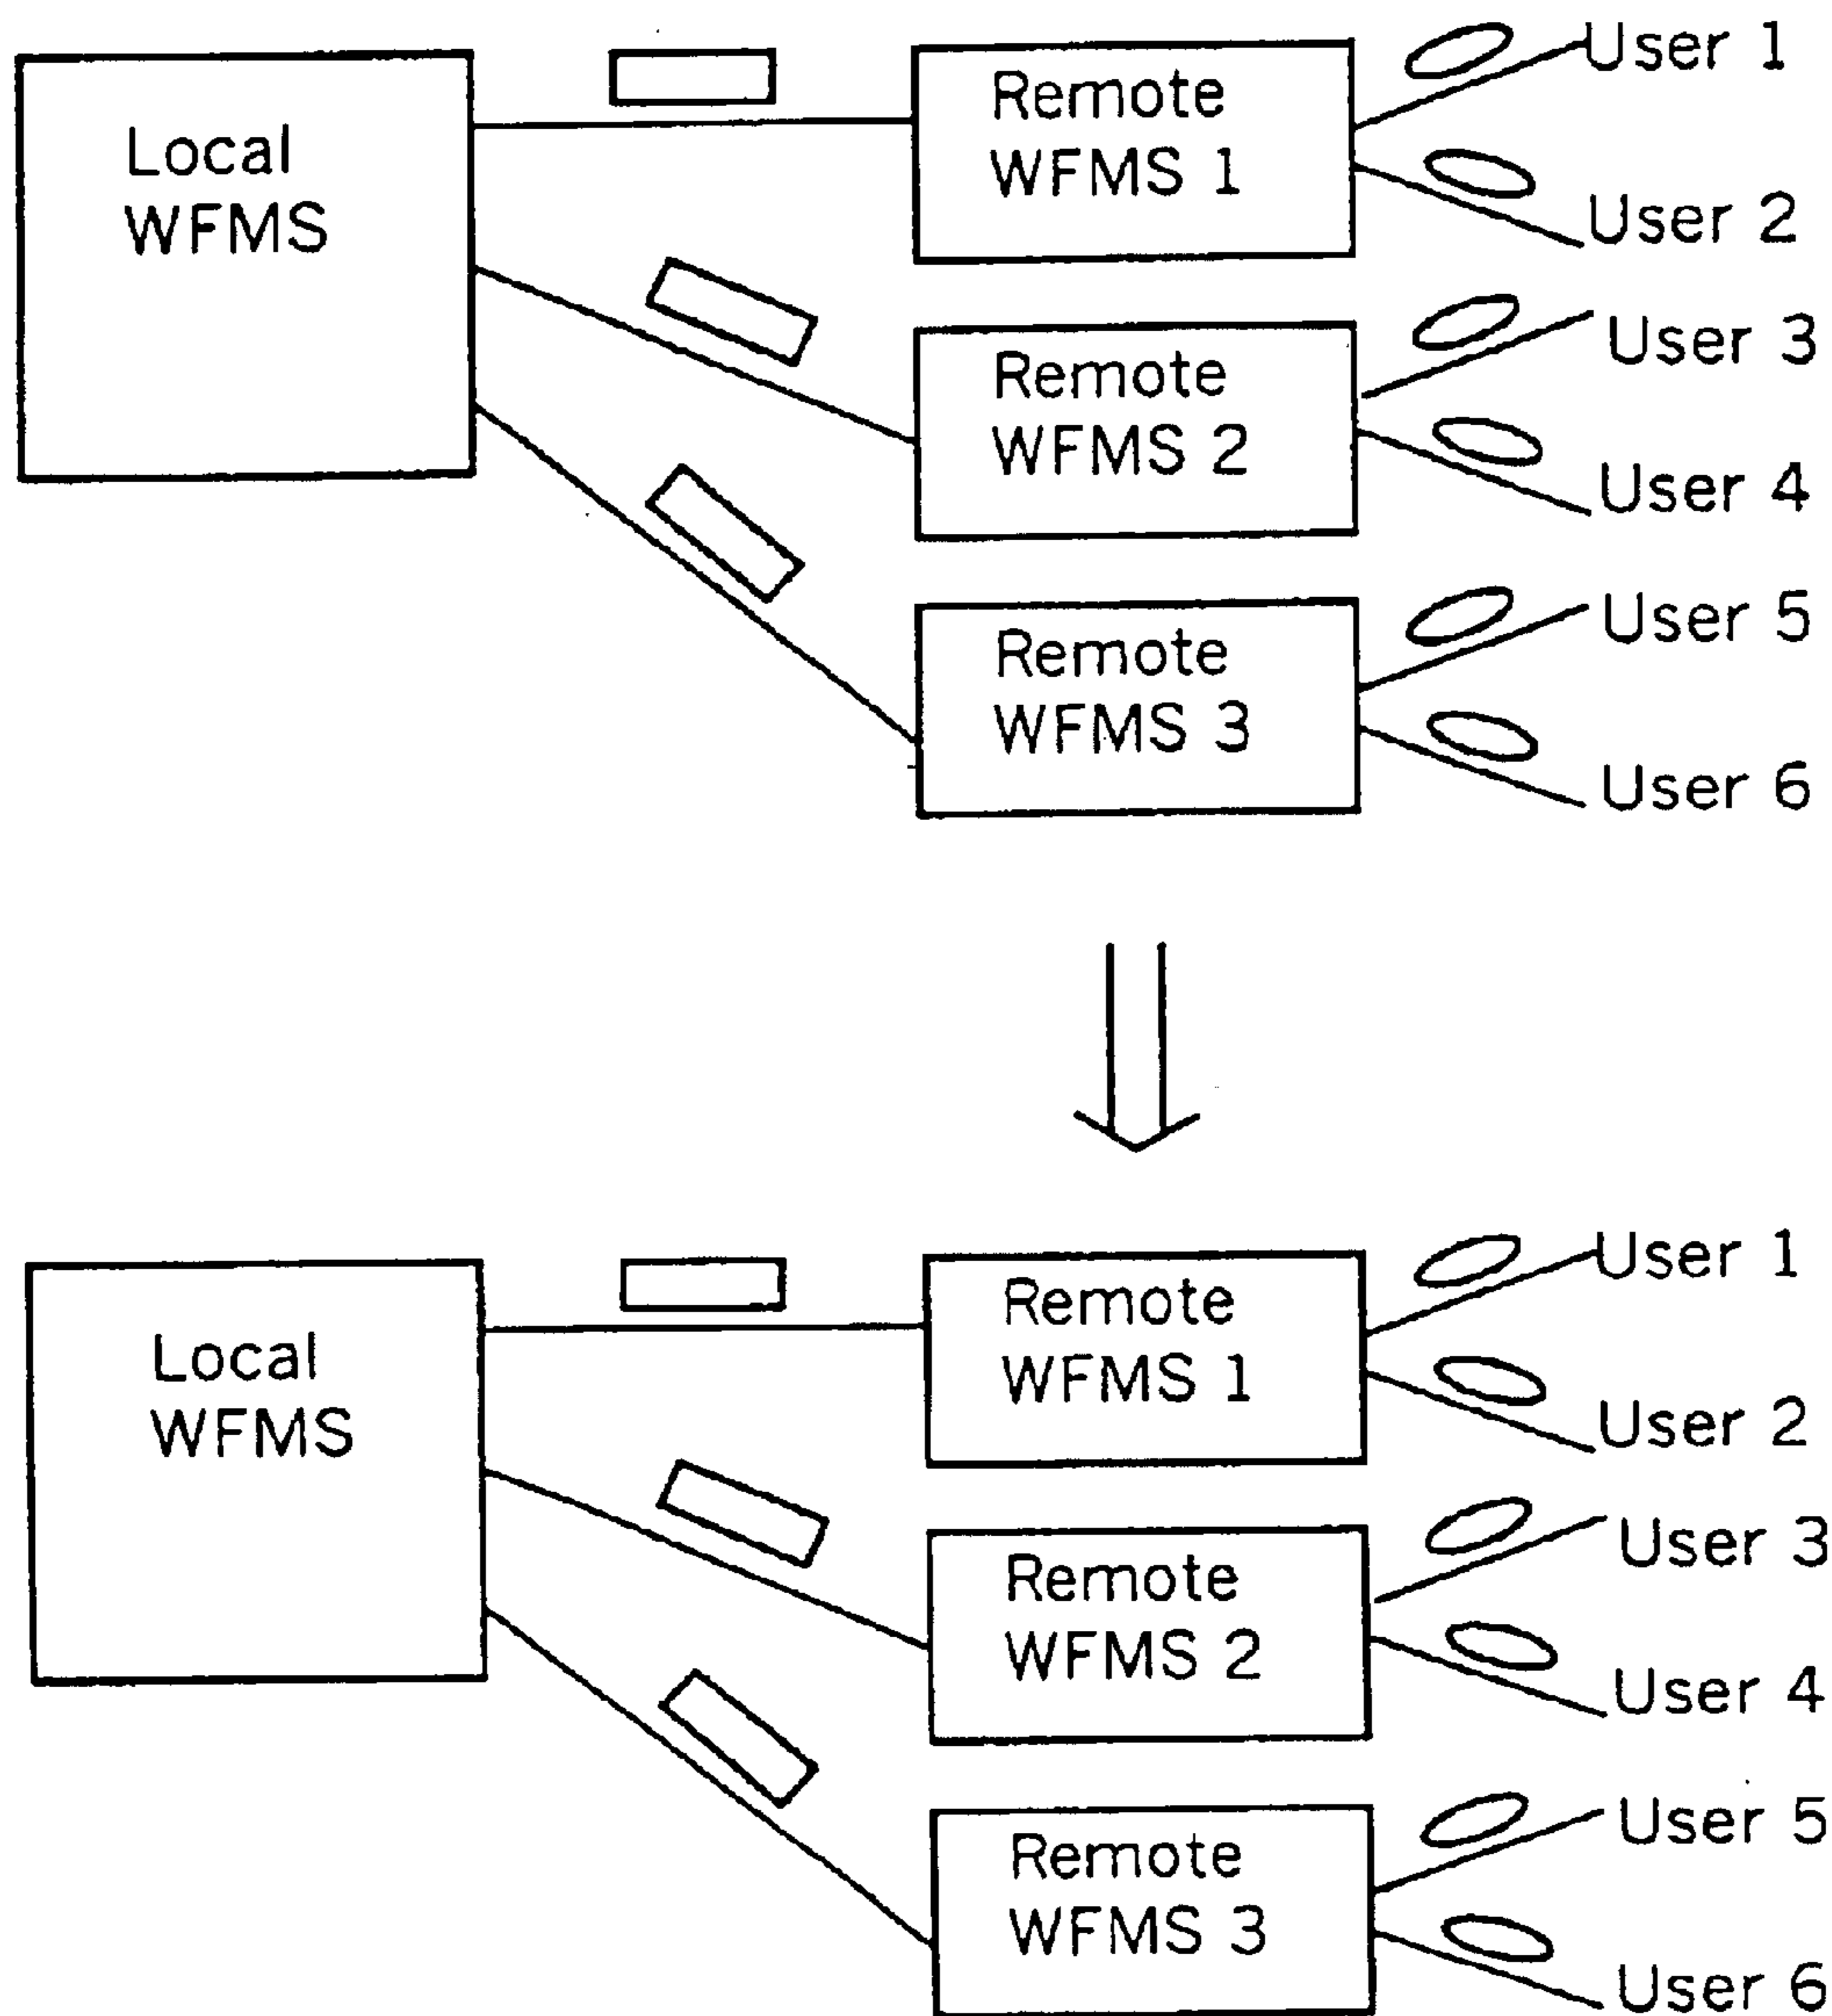 Local
WFMS
Remote
WFMS 1
User 1
User 2
Remote
WFMS 2
User 3
User 4
Remote
WFMS 3
User 5
User 6
Local
WFMS
Remote
WFMS 1
User 1
User 2
Remote
WFMS 2
User 3
User 4
Remote
WFMS 3
User 5
User 6